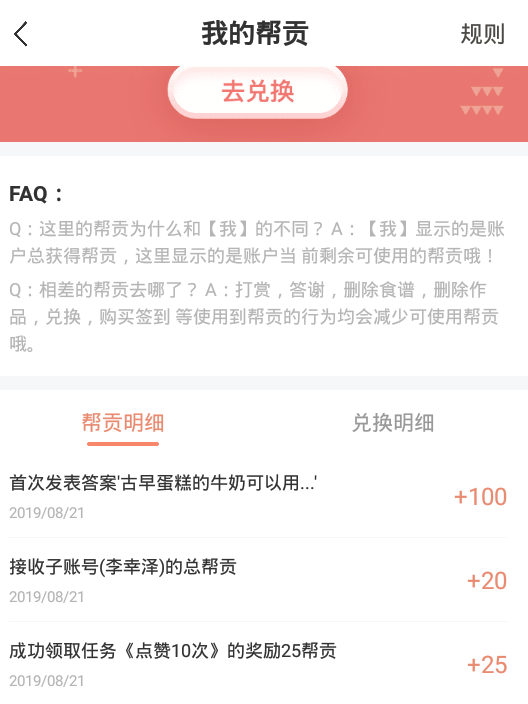 我的帮贡
规则
去兑换
FAQ：
Q：这里的帮贡为什么和【我】的不同？ A：【我】显示的是账
户总获得帮贡，这里显示的是账户当 前剩余可使用的帮贡哦！
Q：相差的帮贡去哪了？ A：打赏，答谢，删除食谱，删除作
品，兑换，购买签到 等使用到帮贡的行为均会减少可使用帮贡
哦。
帮贡明细
兑换明细
首次发表答案'古早蛋糕的牛奶可以用...'
+100
2019/08/21
接收子账号(李幸泽)的总帮贡
+20
2019/08/21
成功领取任务《点赞10次》的奖励25帮贡
+25
2019/08/21